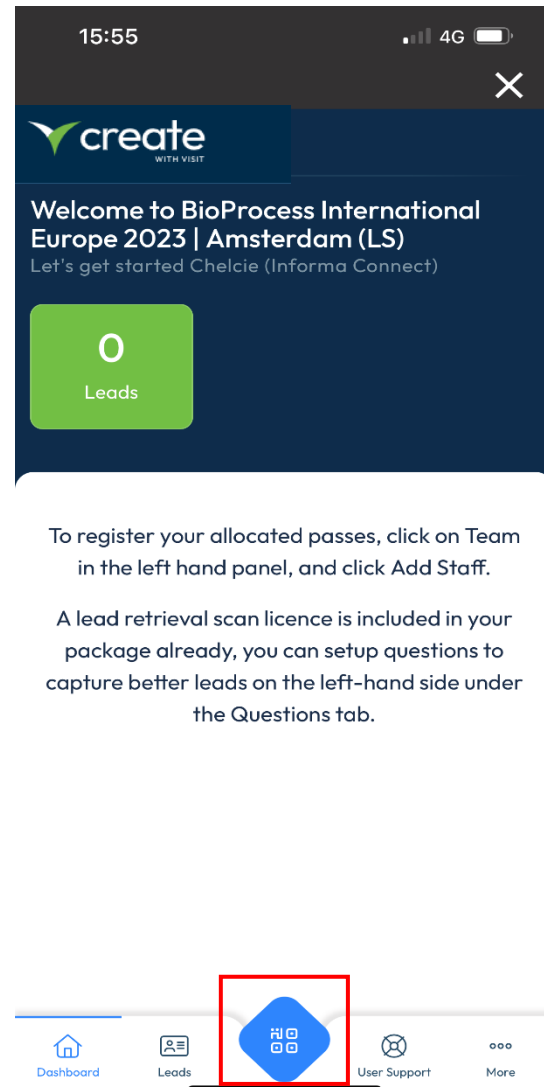 15:55
4G
create
WITH VISIT
Welcome to BioProcess International
Europe 2023 | Amsterdam (LS)
Let's get started Chelcie (Informa Connect)
0
Leads
To register your allocated passes, click on Team
in the left hand panel, and click Add Staff.
A lead retrieval scan licence is included in your
package already, you can setup questions to
capture better leads on the left-hand side under
the Questions tab.
Dashboard
Leads
User Support
More